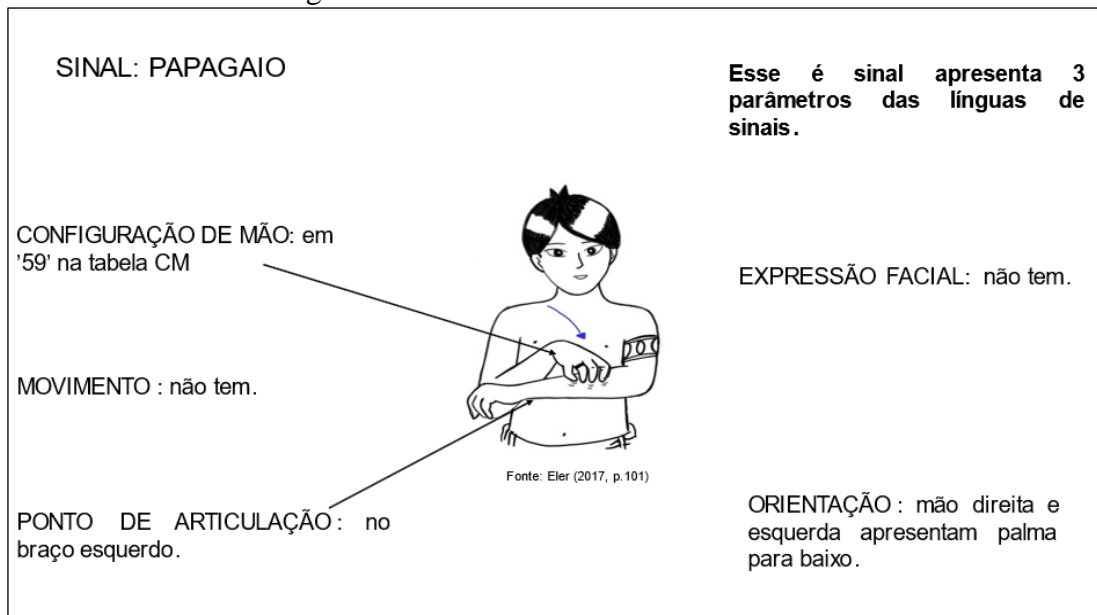 SINAL: PAPAGAIO
Esse é sinal apresenta 3
parâmetros das línguas de
sinais.
CONFIGURAÇÃO DE MÃO: em
'59' na tabela CM
EXPRESSÃO FACIAL: não tem.
MOVIMENTO : não tem.
Fonte: Eler (2017, p.101)
PONTO DE ARTICULAÇÃO : no
braço esquerdo.
ORIENTAÇÃO : mão direita e
esquerda apresentam palma
para baixo.